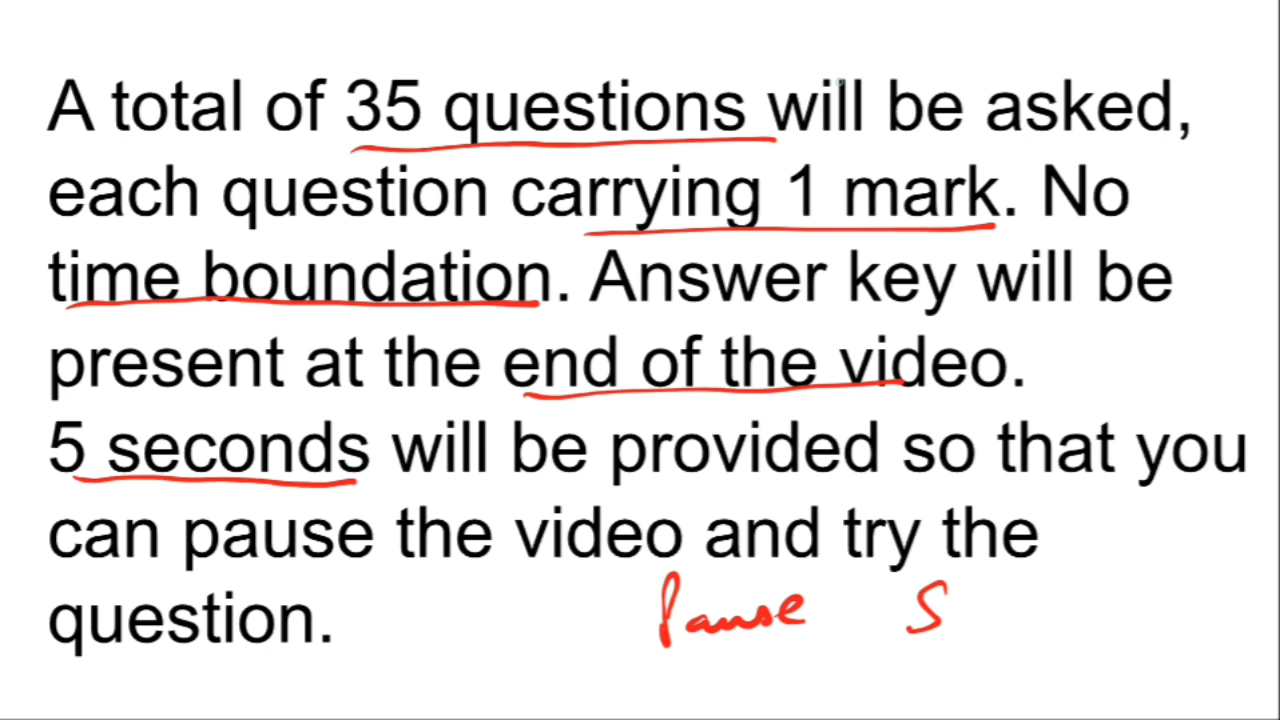 A total of 35 questions will be asked,
each question carrying 1 mark. No
time boundation. Answer key will be
present at the end of the video.
5 seconds will be provided so that you
can pause the video and try the
question.
Pause S